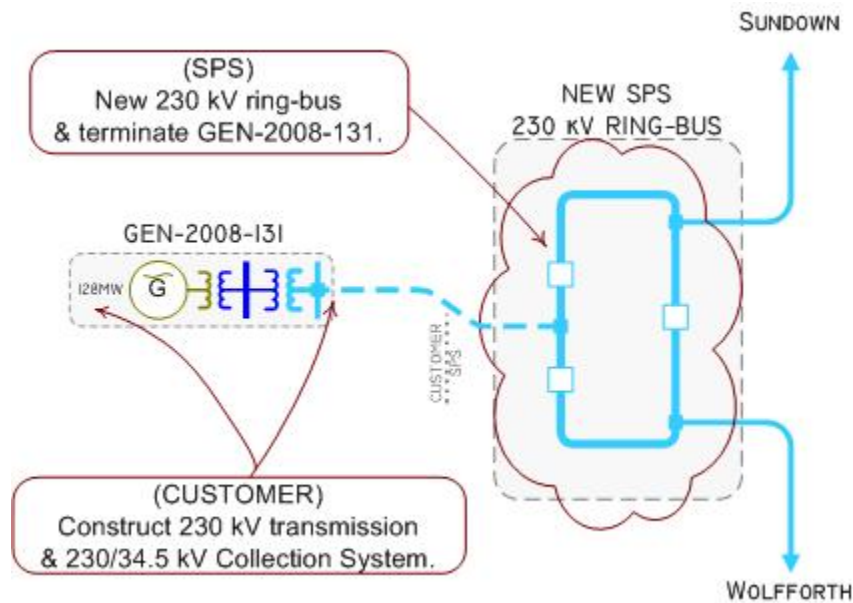 SUNDOWN
(SPS)
New 230 kV ring-bus
& terminate GEN-2008-131.
NEW SPS
230 KV RING-BUS
GEN-2008-131
128MW
G
CUSTOMER
SPS
(CUSTOMER)
Construct 230 kV transmission
& 230/34.5 kV Collection System.
WOLFFORTH